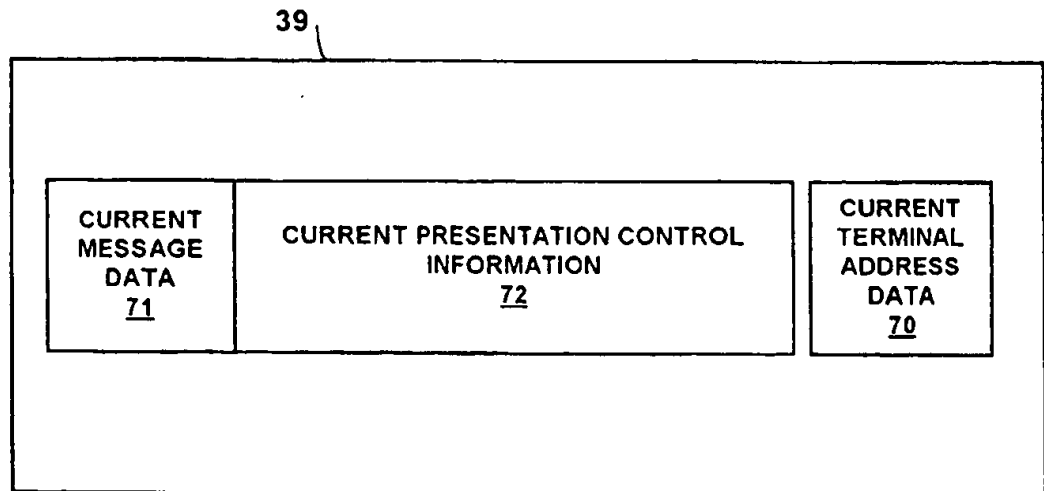 39
CURRENT
MESSAGE
DATA
71
CURRENT PRESENTATION CONTROL
INFORMATION
72
CURRENT
TERMINAL
ADDRESS
DATA
70